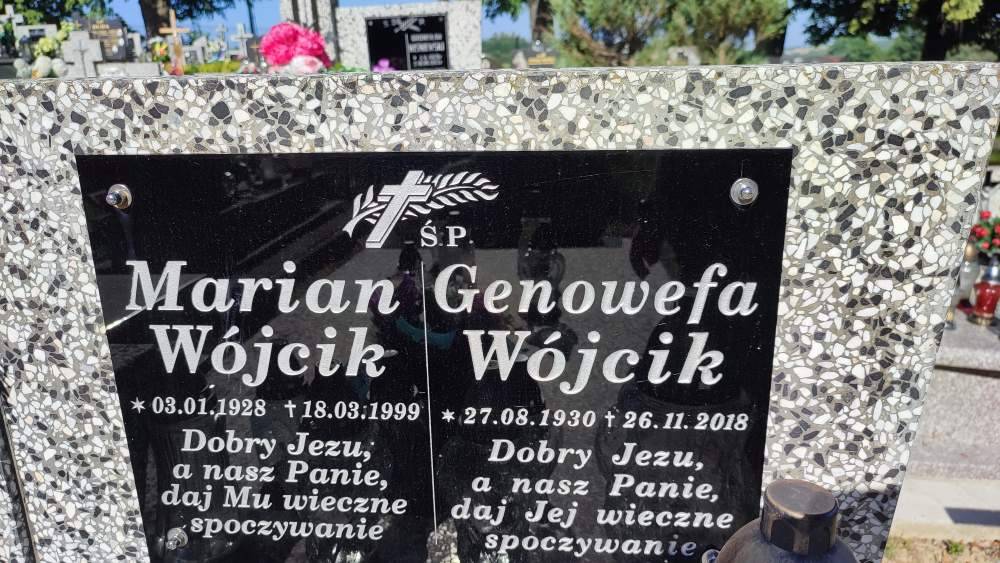 Ś.P.
Marian
Wójcik
✶ 03.01.1928 † 18.03.1999
Dobry Jezu,
a nasz Panie,
daj Mu wieczne
spoczywanie
Genowefa
Wójcik
✶ 27.08.1930 † 26.11.2018
Dobry Jezu,
a nasz Panie,
daj Jej wieczne
spoczywanie